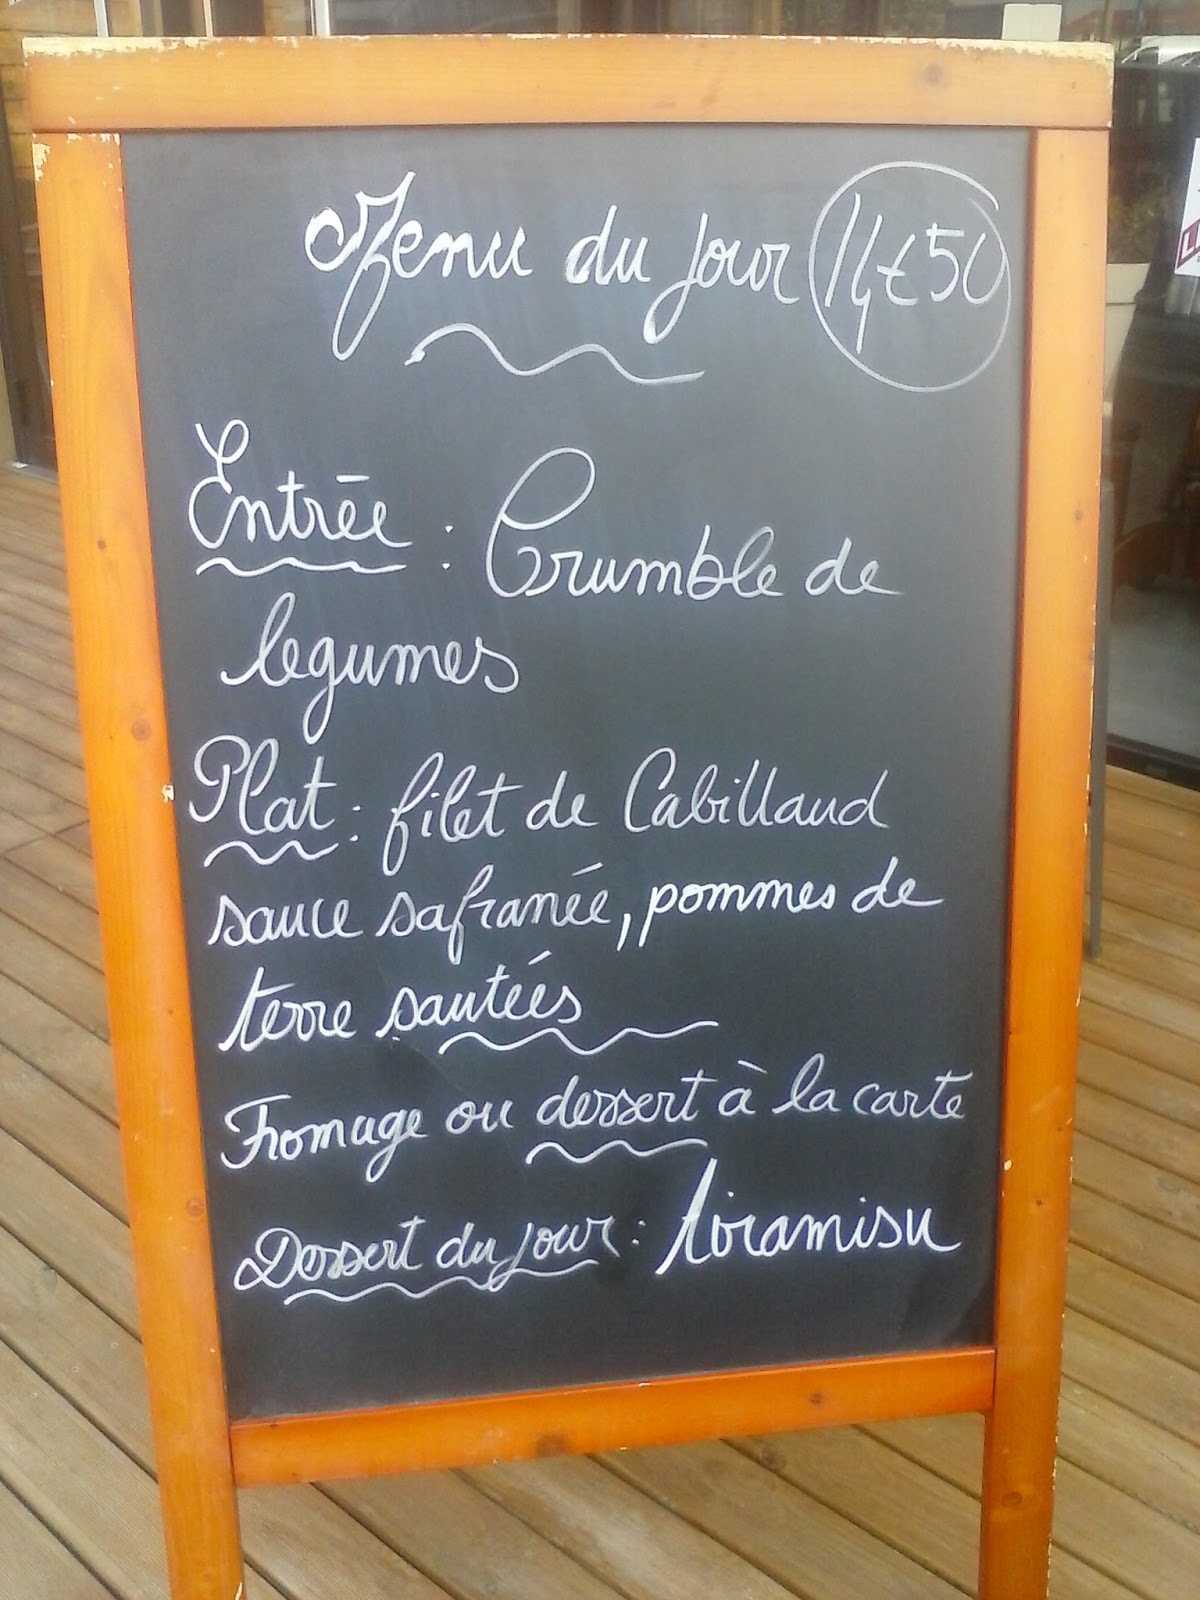 Menu du jour 14€50
Entrée : Crumble de
legumes
Plat : filet de Cabillaud
sauce safranée, pommes de
terre sautées
Fromage ou dessert à la carte
Dessert du jour : tiramisu